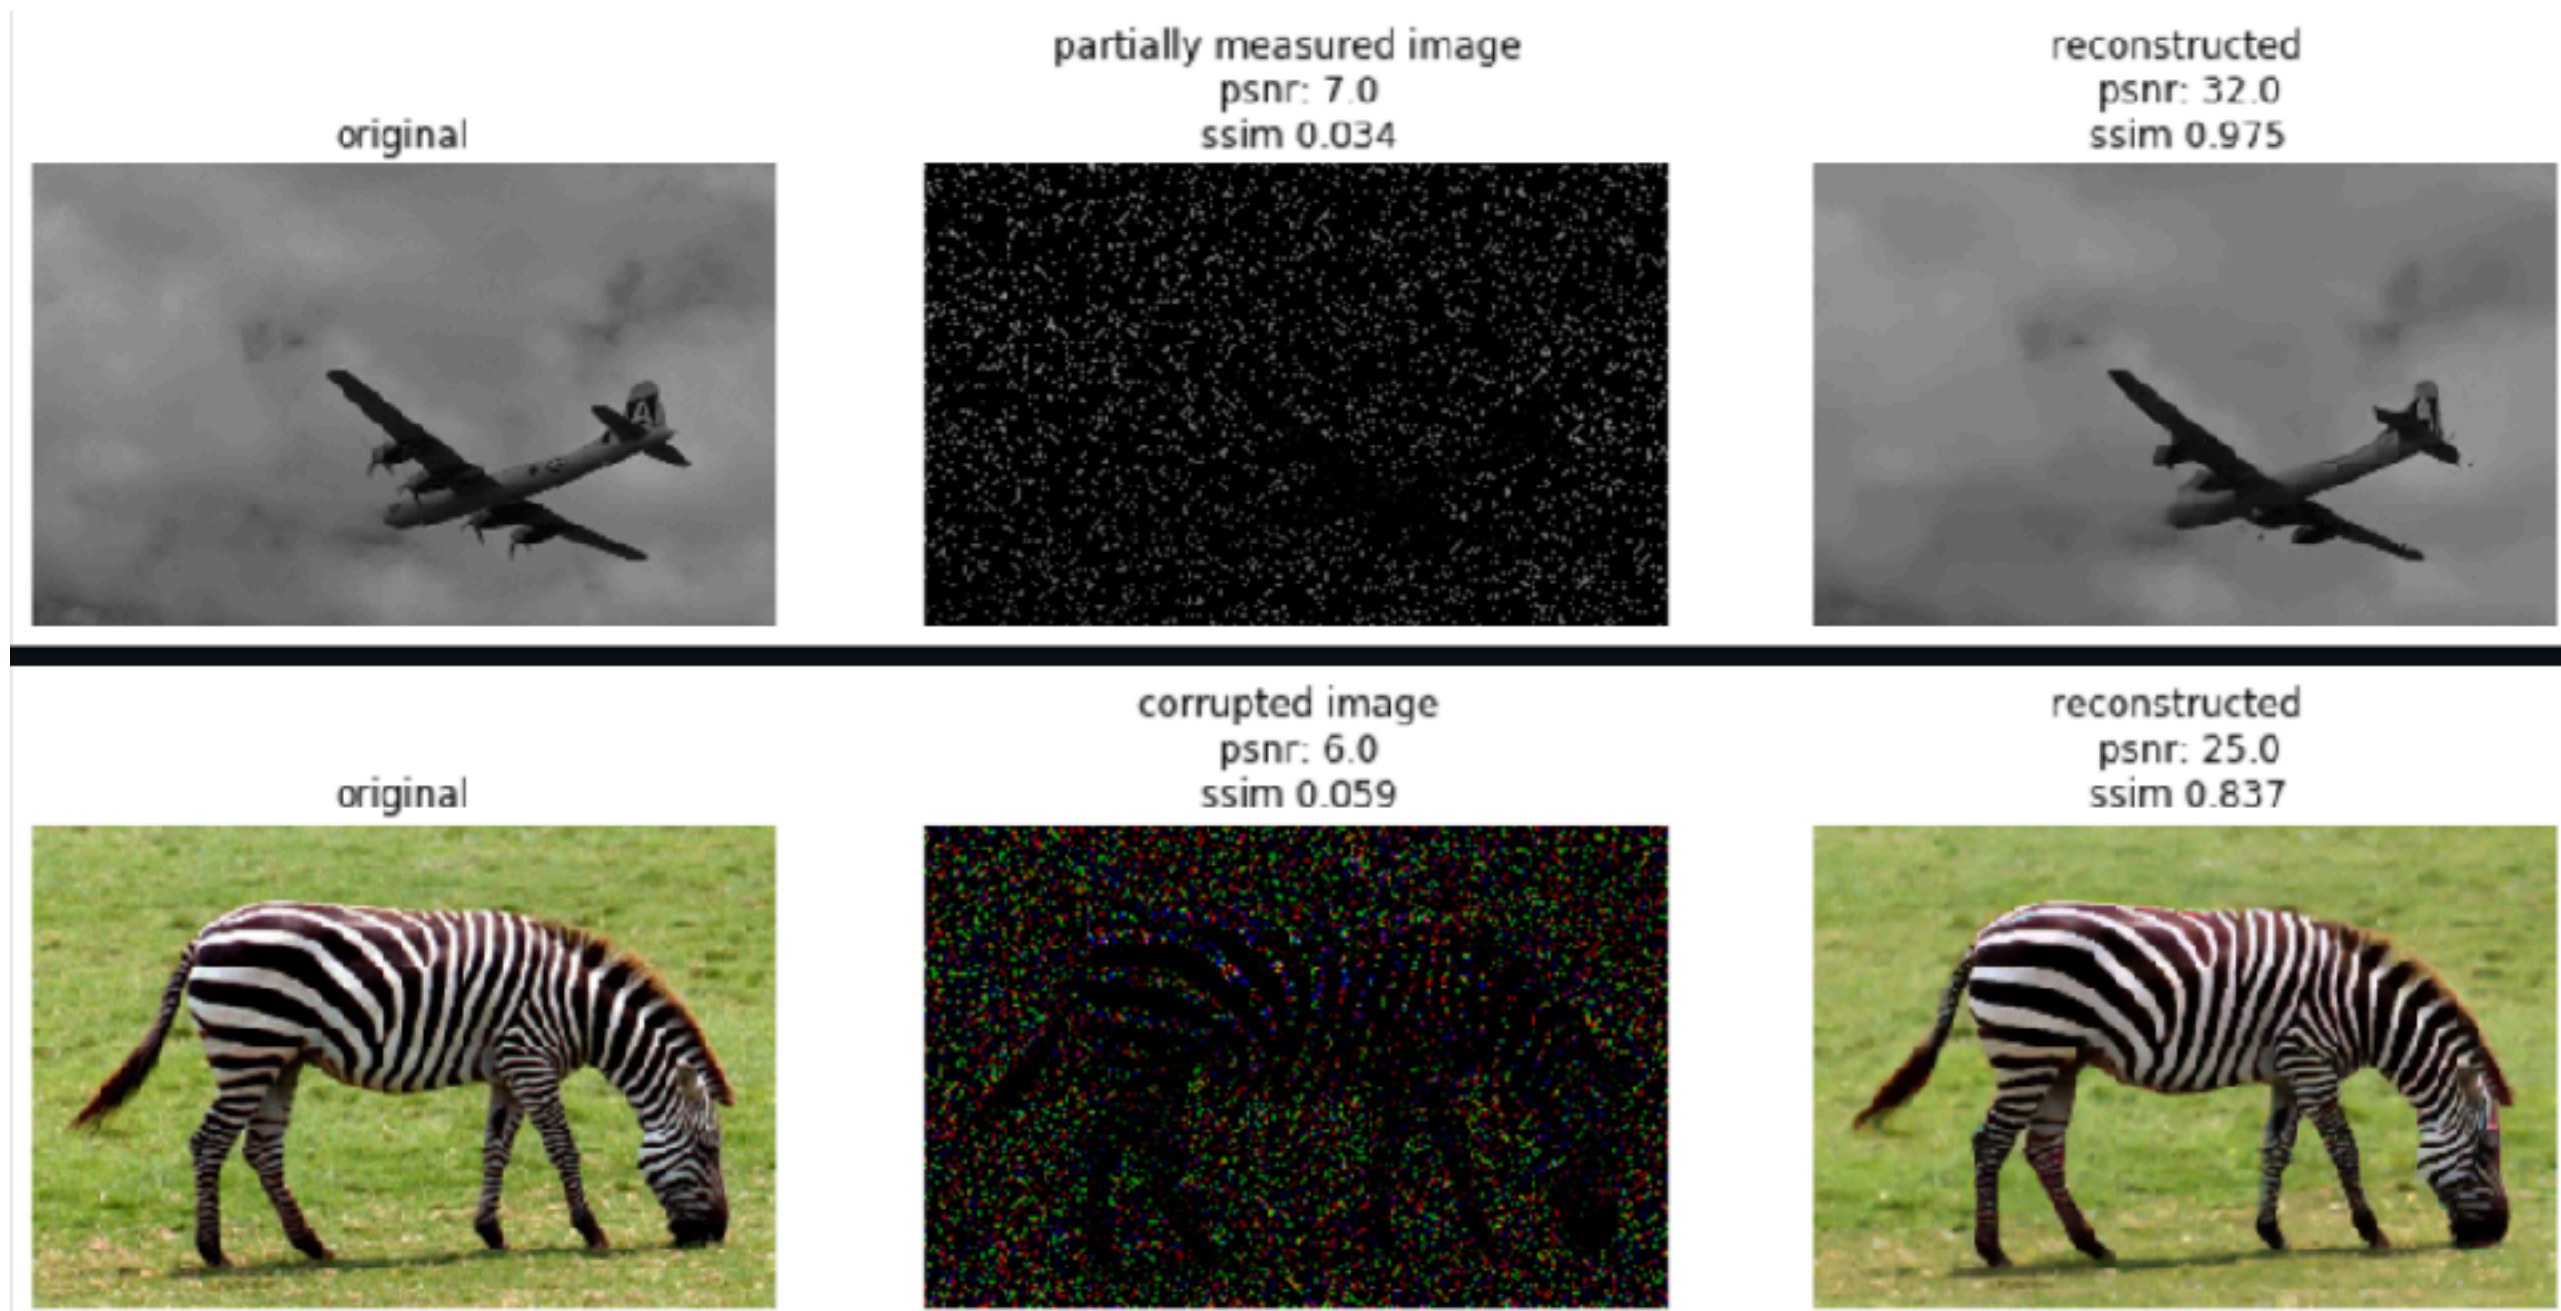 original
partially measured image
psnr: 7.0
ssim 0.034
reconstructed
psnr: 32.0
ssim 0.975
A
original
corrupted image
psnr: 6.0
ssim 0.059
reconstructed
psnr: 25.0
ssim 0.837